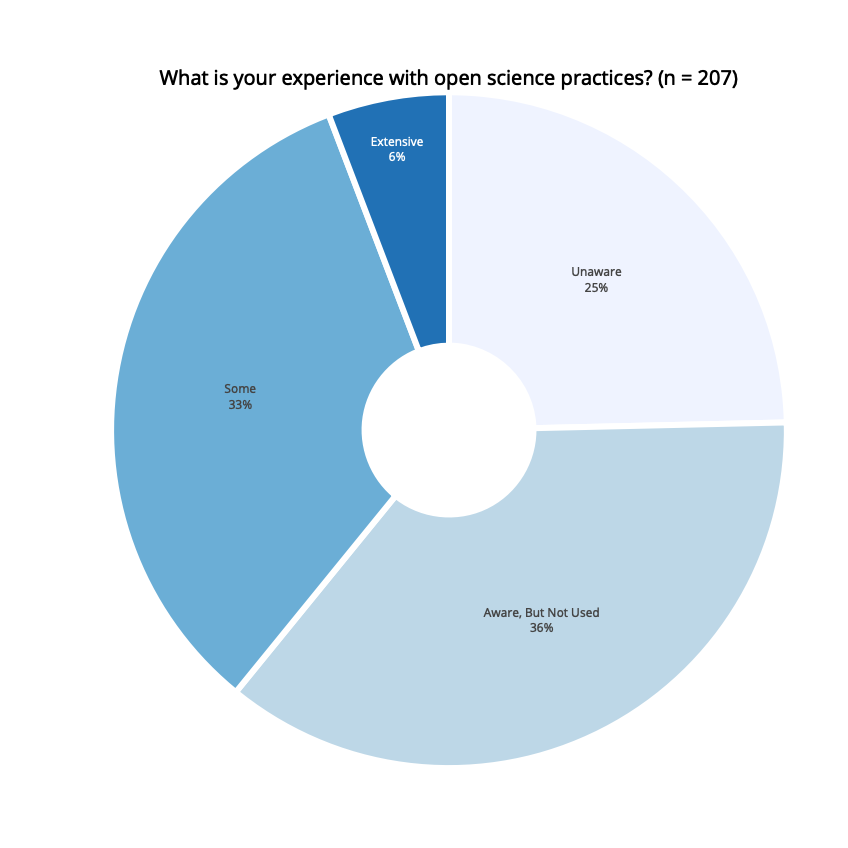 What is your experience with open science practices? (n = 207)
Extensive
6%
Unaware
25%
Some
33%
Aware, But Not Used
36%